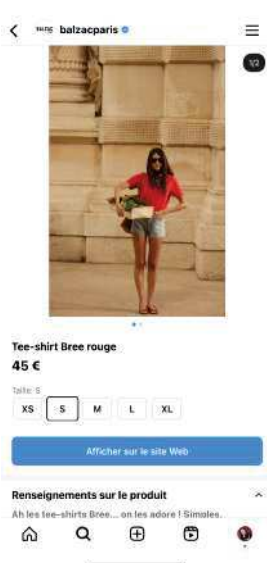 balzacparis
1/2
Tee-shirt Bree rouge
45 €
Taille: S
XS S M L XL
Afficher sur le site Web
Renseignements sur le produit
Ah les tee-shirts Bree... on les adore ! Simples,